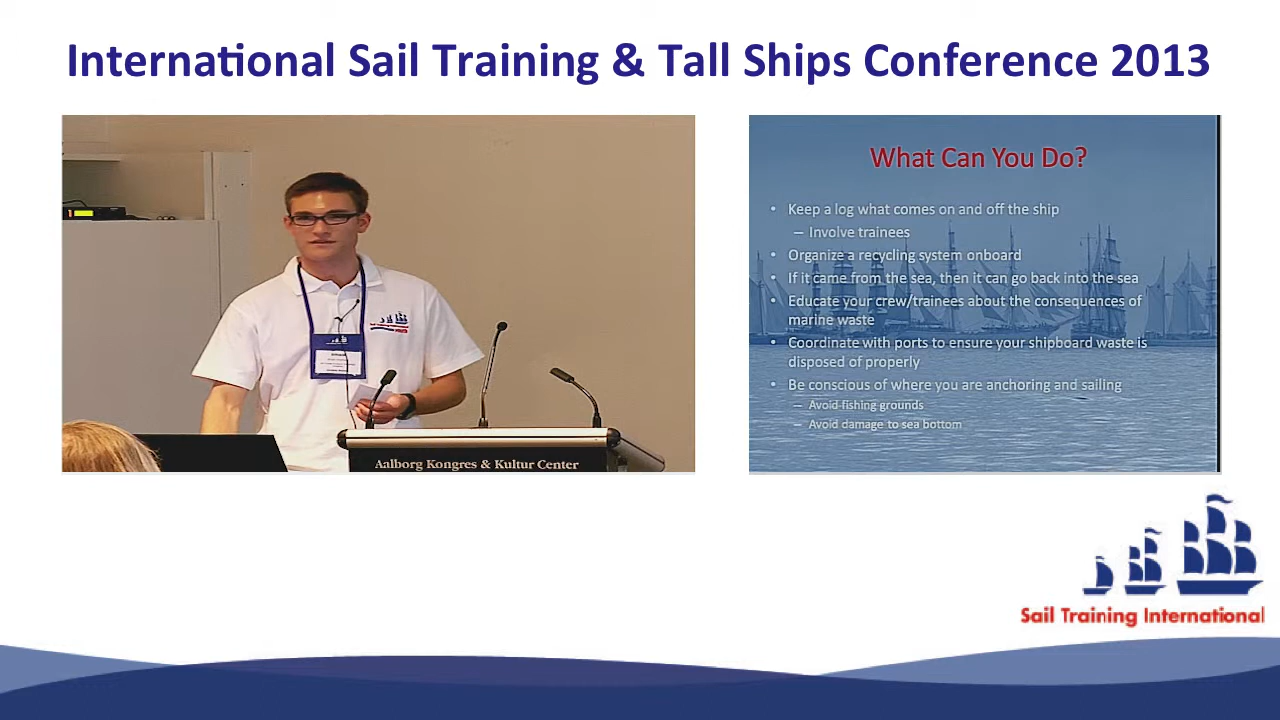 International Sail Training & Tall Ships Conference 2013
What Can You Do?
• Keep a log what comes on and off the ship
– Involve trainees
• Organize a recycling system onboard
• If it came from the sea, then it can go back into the sea
• Educate your crew/trainees about the consequences of
marine waste
• Coordinate with ports to ensure your shipboard waste is
disposed of properly
• Be conscious of where you are anchoring and sailing
– Avoid fishing grounds
– Avoid damage to sea bottom
Sail Training International
Aalborg Kongres & Kultur Center
Sail Training International